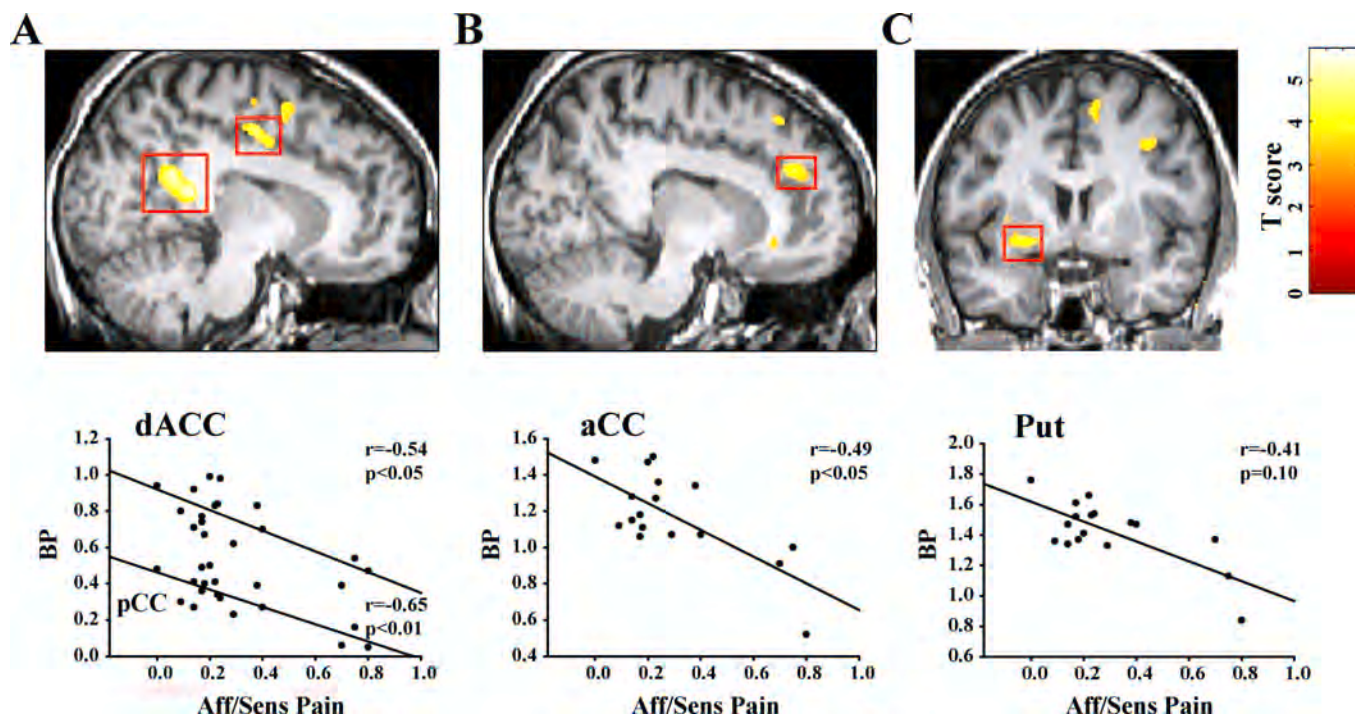 A
B
C
5
4
3
2
1
0
T score
dACC
r=-0.54
p<0.05
1.2
1.0
0.8
0.6
0.4
0.2
0.0
BP
pCC
r=-0.65
p<0.01
0.0 0.2 0.4 0.6 0.8 1.0
Aff/Sens Pain
aCC
r=-0.49
p<0.05
1.6
1.4
1.2
1.0
0.8
0.6
0.4
BP
0.0 0.2 0.4 0.6 0.8 1.0
Aff/Sens Pain
Put
r=-0.41
p=0.10
2.0
1.8
1.6
1.4
1.2
1.0
0.8
0.6
BP
0.0 0.2 0.4 0.6 0.8 1.0
Aff/Sens Pain